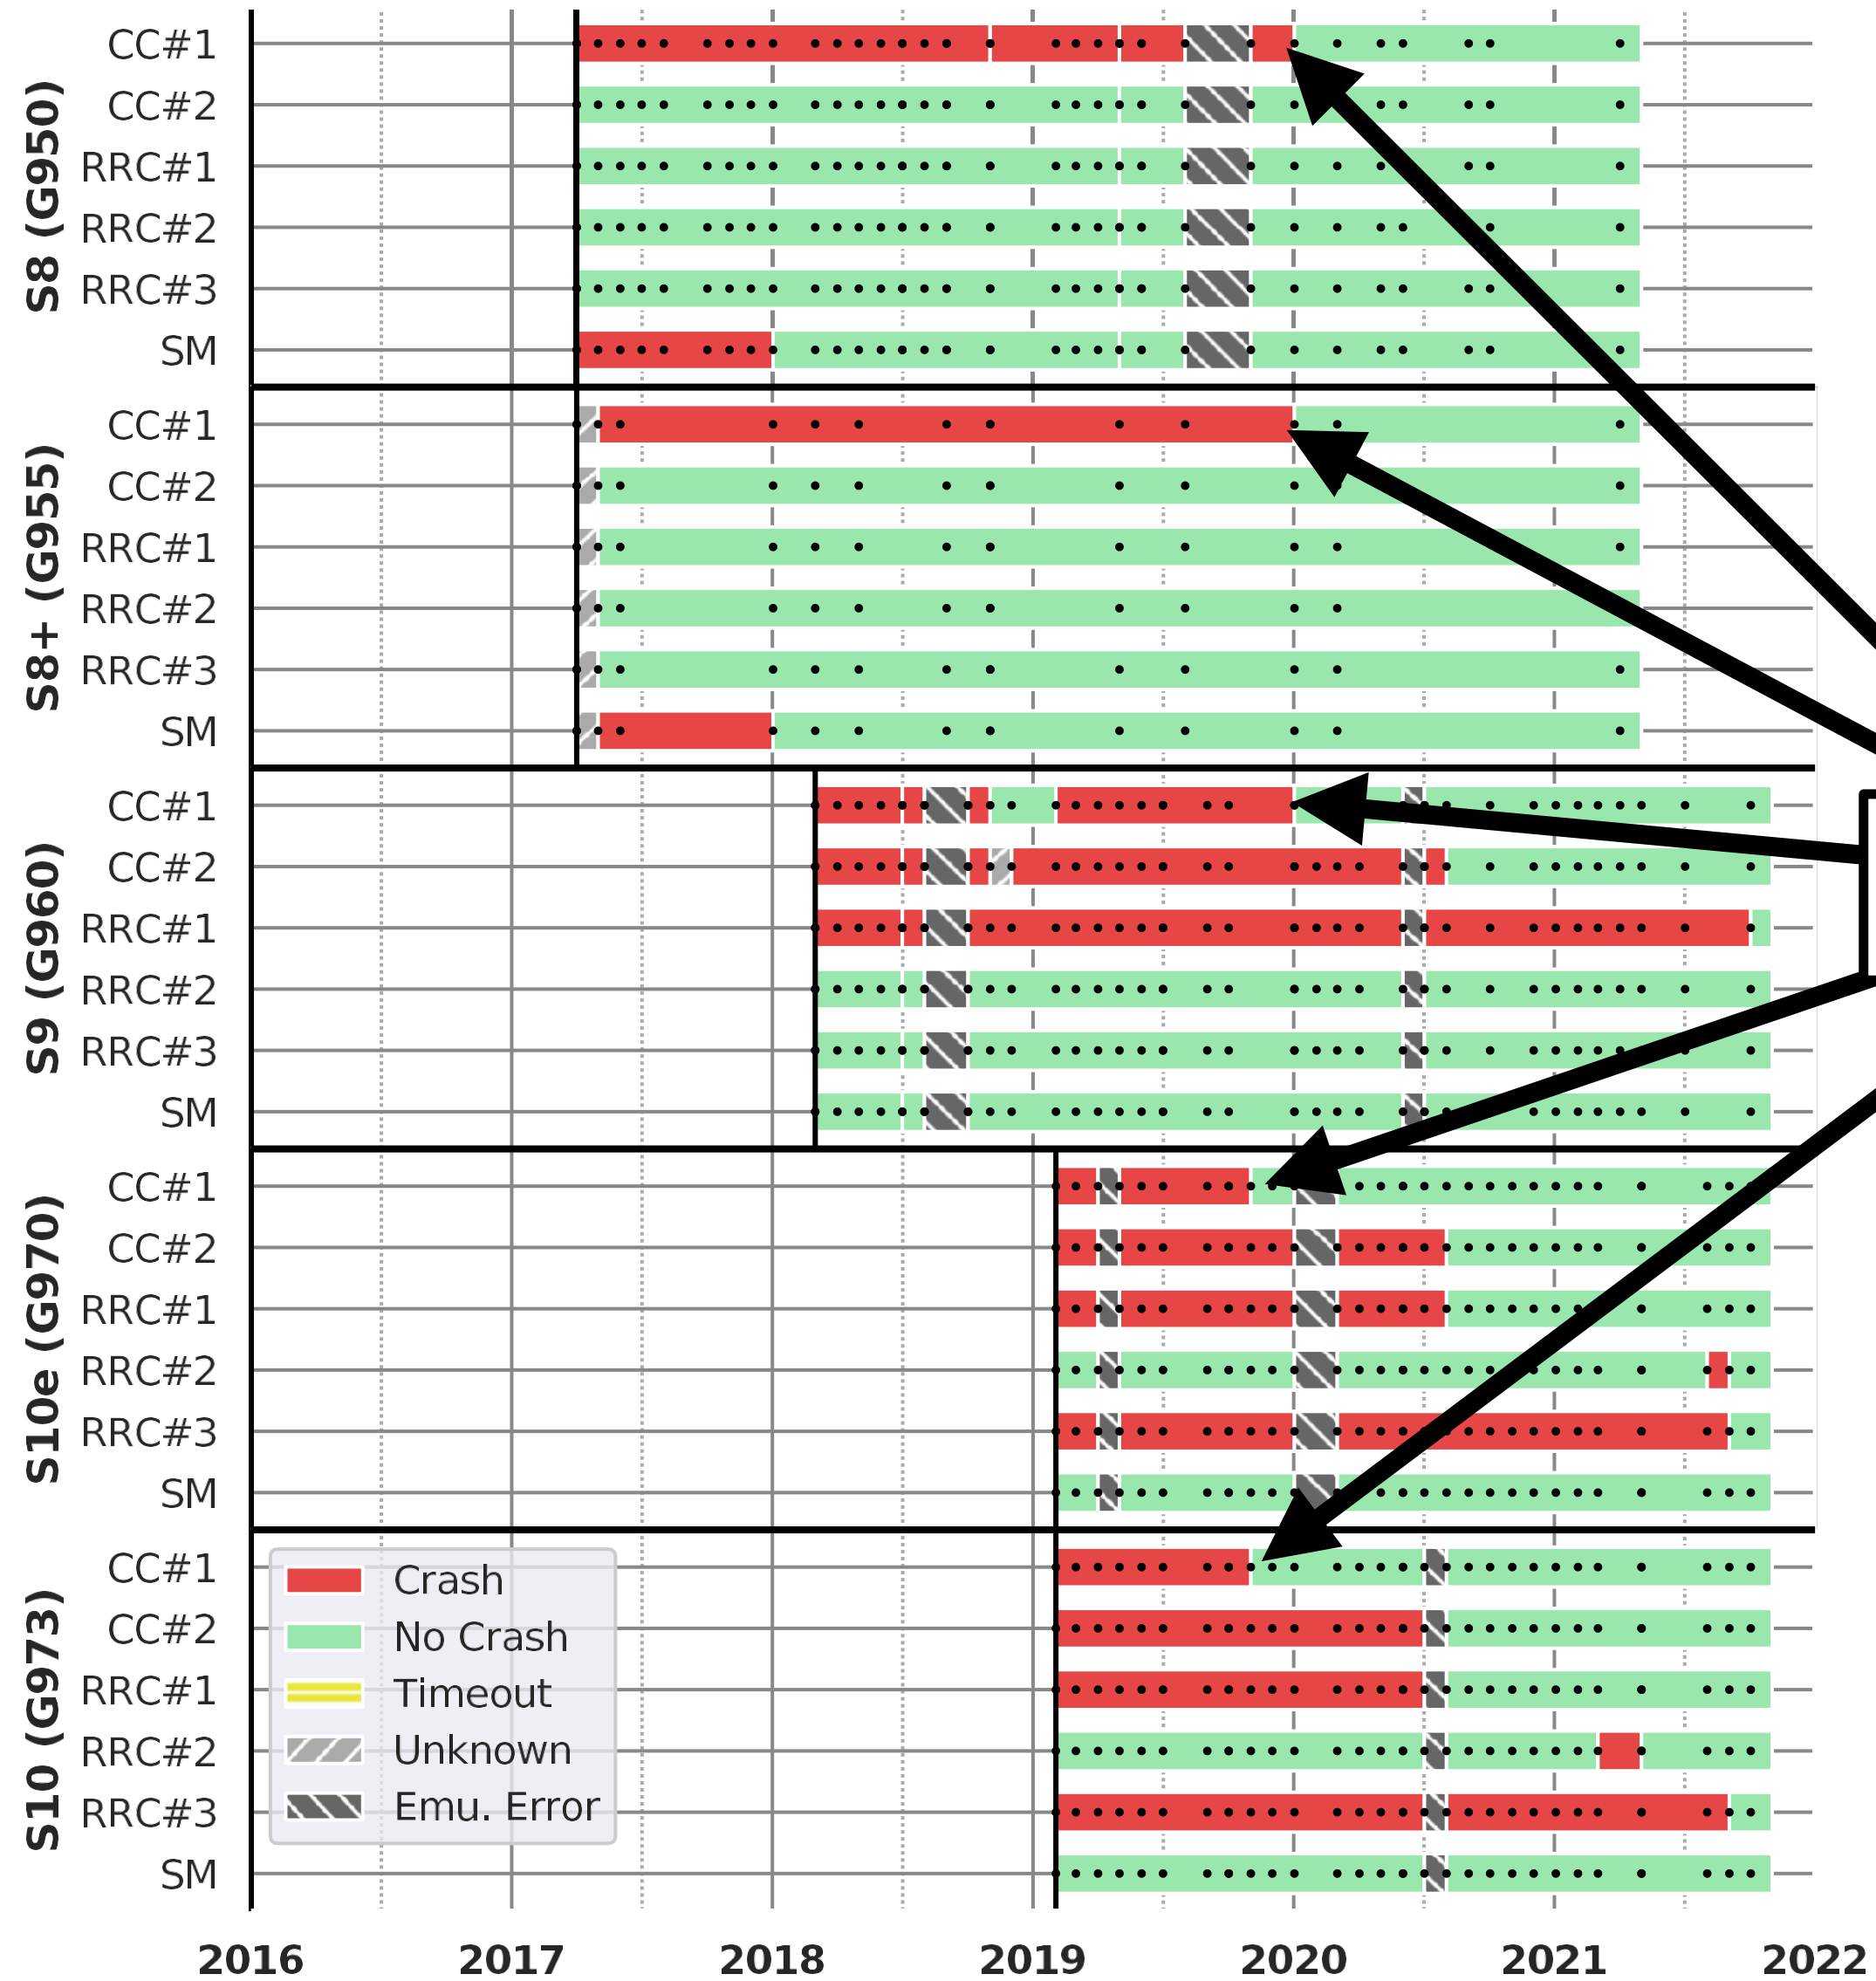 S8 (G950)
CC#1
CC#2
RRC#1
RRC#2
RRC#3
SM
S8+ (G955)
CC#1
CC#2
RRC#1
RRC#2
RRC#3
SM
S9 (G960)
CC#1
CC#2
RRC#1
RRC#2
RRC#3
SM
S10e (G970)
CC#1
CC#2
RRC#1
RRC#2
RRC#3
SM
S10 (G973)
CC#1
CC#2
RRC#1
RRC#2
RRC#3
SM
Crash
No Crash
Timeout
Unknown
Emu. Error
2016 2017 2018 2019 2020 2021 2022